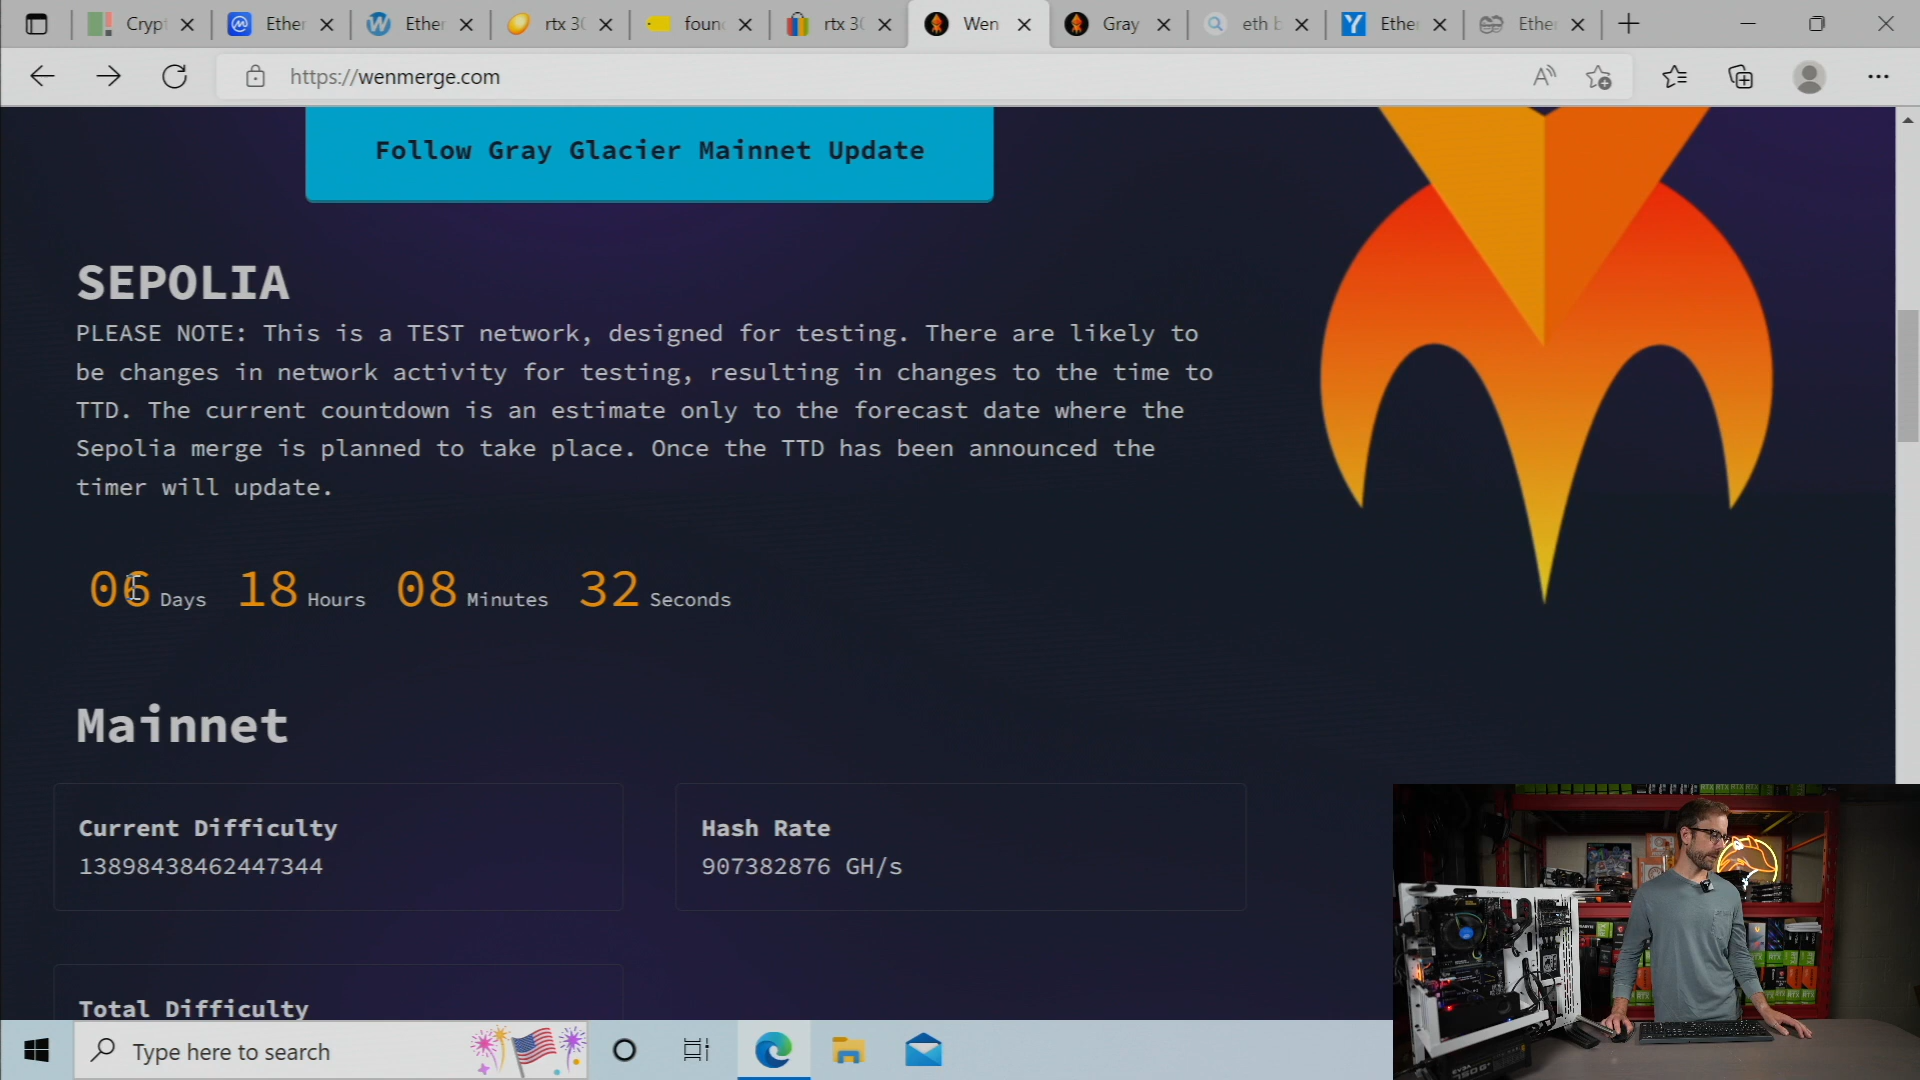 Crypt
Ether
Ether
rtx 30
foun
rtx 30
Wen
Gray
eth b
Ether
Ether
https://wenmerge.com
Follow Gray Glacier Mainnet Update
SEPOLIA
PLEASE NOTE: This is a TEST network, designed for testing. There are likely to
be changes in network activity for testing, resulting in changes to the time to
TTD. The current countdown is an estimate only to the forecast date where the
Sepolia merge is planned to take place. Once the TTD has been announced the
timer will update.
06 Days 18 Hours 08 Minutes 32 Seconds
Mainnet
Current Difficulty
13898438462447344
Hash Rate
907382876 GH/s
Total Difficulty
Type here to search